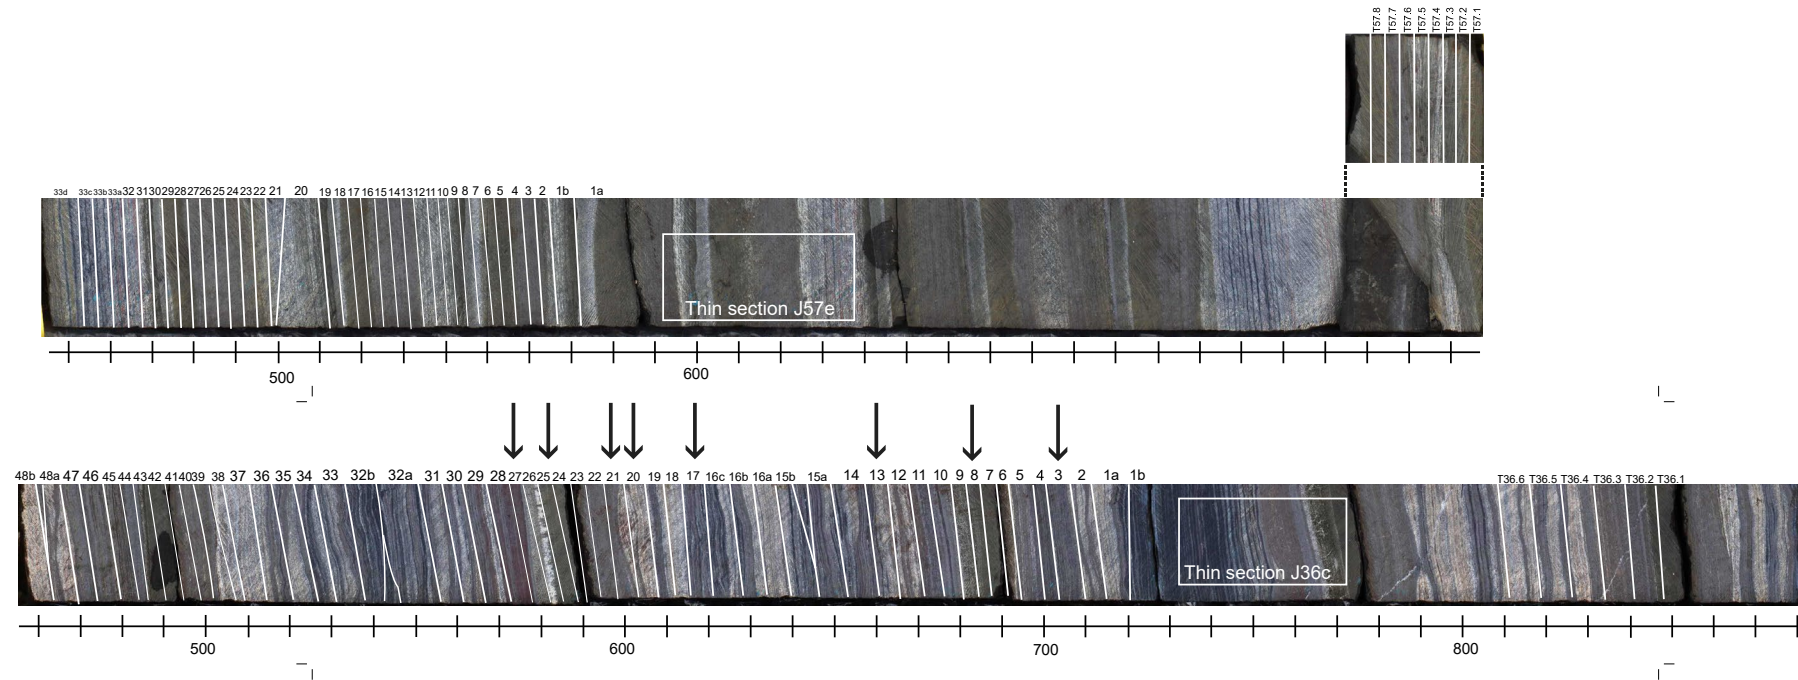 T57.8 T57.7 T57.6 T57.5 T57.4 T57.3 T57.2 T57.1
33d 33c 33b 33a 32 31 30 29 28 27 26 25 24 23 22 21 20 19 18 17 16 15 14 13 12 11 10 9 8 7 6 5 4 3 2 1b 1a
Thin section J57e
500 600
48b 48a 47 46 45 44 43 42 41 40 39 38 37 36 35 34 33 32b 32a 31 30 29 28 27 26 25 24 23 22 21 20 19 18 17 16c 16b 16a 15b 15a 14 13 12 11 10 9 8 7 6 5 4 3 2 1a 1b T36.6 T36.5 T36.4 T36.3 T36.2 T36.1
Thin section J36c
500 600 700 800